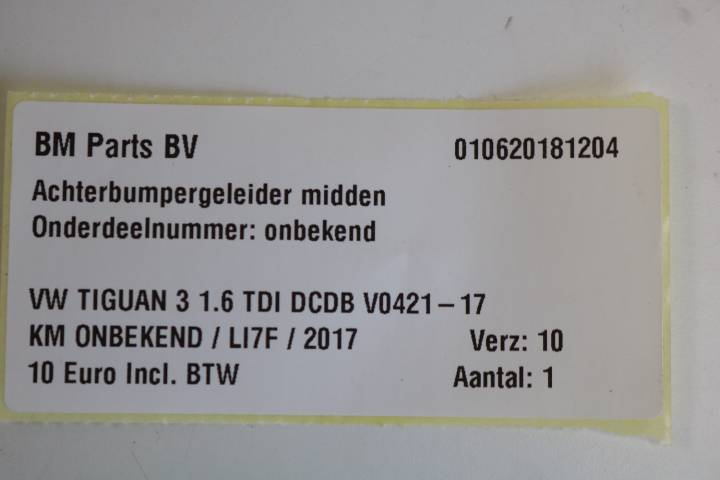 BM Parts BV 010620181204
Achterbumpergeleider midden
Onderdeelnummer: onbekend
VW TIGUAN 3 1.6 TDI DCDB V0421-17
KM ONBEKEND / LI7F / 2017 Verz: 10
10 Euro Incl. BTW Aantal: 1